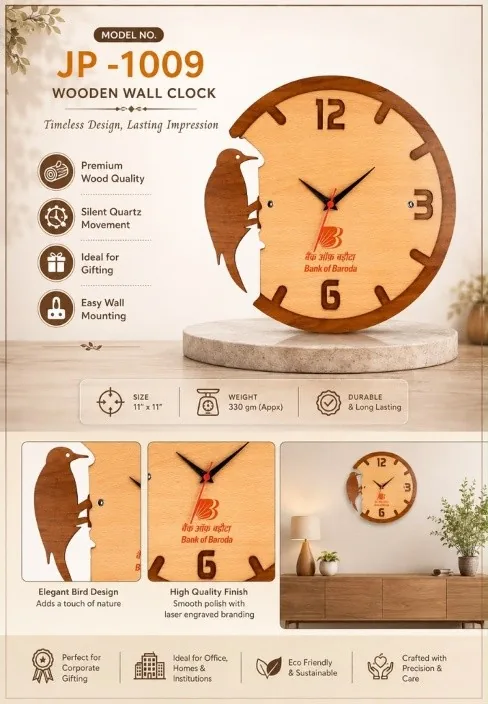 MODEL NO.
JP -1009
WOODEN WALL CLOCK
Timeless Design, Lasting Impression
Premium
Wood Quality
Silent Quartz
Movement
Ideal for
Gifting
Easy Wall
Mounting
12
3
6
बैंक ऑफ़ बड़ौदा
Bank of Baroda
SIZE
11" x 11"
WEIGHT
330 gm (Appx)
DURABLE
& Long Lasting
बैंक ऑफ़ बड़ौदा
Bank of Baroda
6
12
3
6
Elegant Bird Design
Adds a touch of nature
High Quality Finish
Smooth polish with
laser engraved branding
Perfect for
Corporate
Gifting
Ideal for Office,
Homes &
Institutions
Eco Friendly
& Sustainable
Crafted with
Precision &
Care